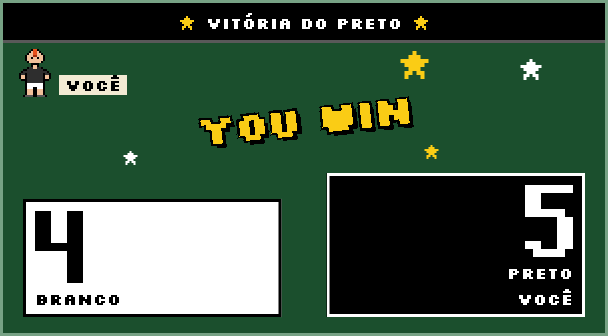 VITÓRIA DO PRETO
VOCÊ
YOU WIN
4
BRANCO
5
PRETO
VOCÊ